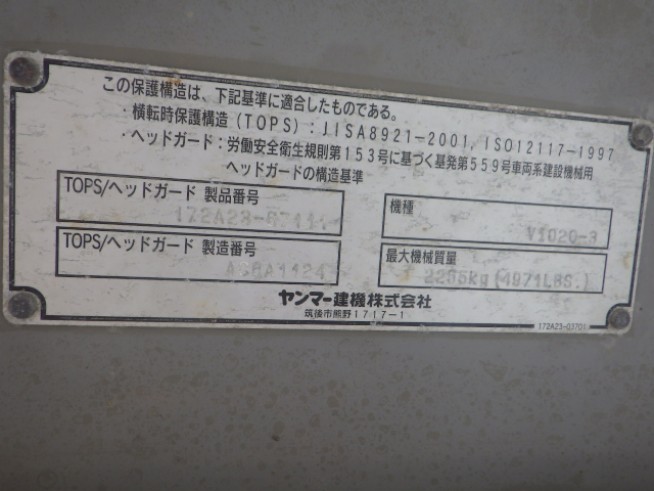 この保護構造は、下記基準に適合したものである。
・横転時保護構造(TOPS):JISA8921-2001, ISO12117-1997
・ヘッドガード:労働安全衛生規則第153号に基づく基発第559号車両系建設機械用
ヘッドガードの構造基準
TOPS/ヘッドガード 製品番号
機種
V1020-3
TOPS/ヘッドガード 製造番号
最大機械質量
(4971LBS.)
ヤンマー建機株式会社
筑後市熊野1717-1
172A23-03701